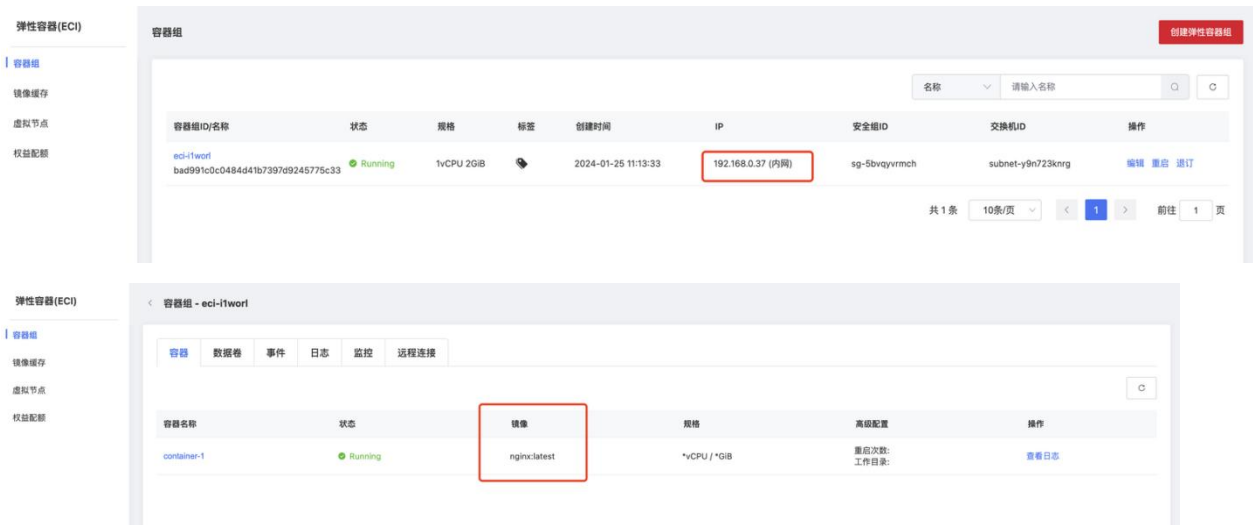 弹性容器(ECI)
容器组
镜像缓存
虚拟节点
权益配额
容器组
创建弹性容器组
名称 请输入名称
容器组ID/名称 状态 规格 标签 创建时间 IP 安全组ID 交换机ID 操作
eci-i1worl
bad991c0c0484d41b7397d9245775c33 Running 1vCPU 2GiB 2024-01-25 11:13:33 192.168.0.37 (内网) sg-5bvqyvrmch subnet-y9n723knrg 编辑 重启 退订
共 1 条 10条/页 < 1 > 前往 1 页
弹性容器(ECI)
容器组
镜像缓存
虚拟节点
权益配额
< 容器组 - eci-i1worl
容器 数据卷 事件 日志 监控 远程连接
容器名称 状态 镜像 规格 高级配置 操作
container-1 Running nginx:latest *vCPU / *GiB 重启次数: 查看日志
工作目录: